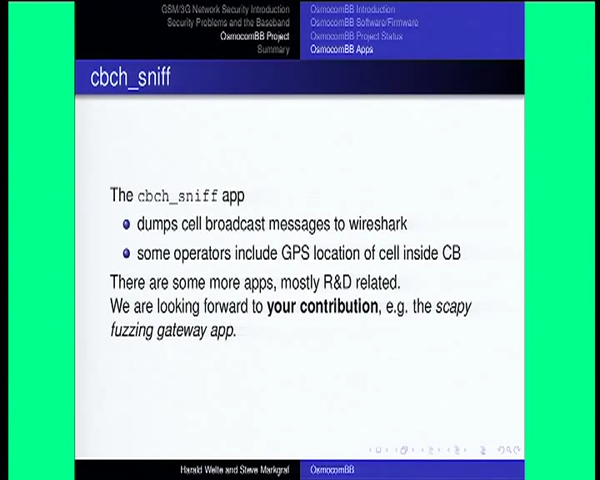 GSM/3G Network Security Introduction
Security Problems and the Baseband
OsmocomBB Project
Summary
OsmocomBB Introduction
OsmocomBB Software/Firmware
OsmocomBB Project Status
OsmocomBB Apps
cbch_sniff
The cbch_sniff app
dumps cell broadcast messages to wireshark
some operators include GPS location of cell inside CB
There are some more apps, mostly R&D related.
We are looking forward to your contribution, e.g. the scapy
fuzzing gateway app.
Harald Welte and Steve Markgraf
OsmocomBB